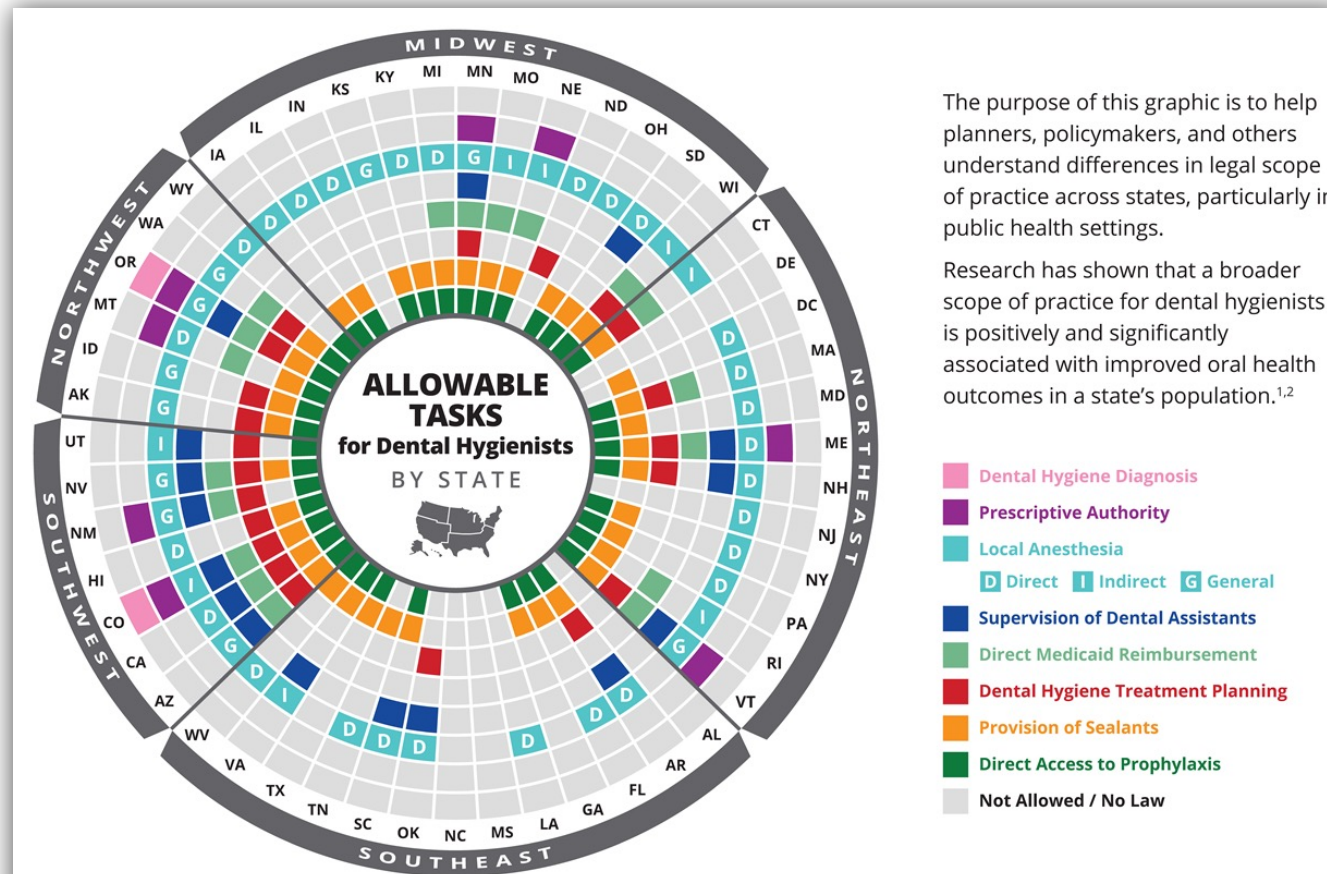 MIDWEST
IA
IL
IN
KS
KY
MI
MN
MO
NE
ND
OH
SD
WI
NORTHEAST
CT
DE
DC
MA
MD
ME
NH
NJ
NY
PA
RI
VT
SOUTHEAST
AL
AR
FL
GA
LA
MS
NC
OK
SC
TN
TX
VA
WV
SOUTHWEST
AZ
CA
CO
HI
NM
NV
UT
NORTHWEST
AK
ID
MT
OR
WA
WY
D D D D G D D G I I D D D I I
D D D D D D D D I G
D D D D D D I D
G D I D G G I
G G D G G
ALLOWABLE
TASKS
for Dental Hygienists
BY STATE
The purpose of this graphic is to help
planners, policymakers, and others
understand differences in legal scope
of practice across states, particularly in
public health settings.
Research has shown that a broader
scope of practice for dental hygienists
is positively and significantly
associated with improved oral health
outcomes in a state's population.1,2
Dental Hygiene Diagnosis
Prescriptive Authority
Local Anesthesia
D Direct I Indirect G General
Supervision of Dental Assistants
Direct Medicaid Reimbursement
Dental Hygiene Treatment Planning
Provision of Sealants
Direct Access to Prophylaxis
Not Allowed / No Law